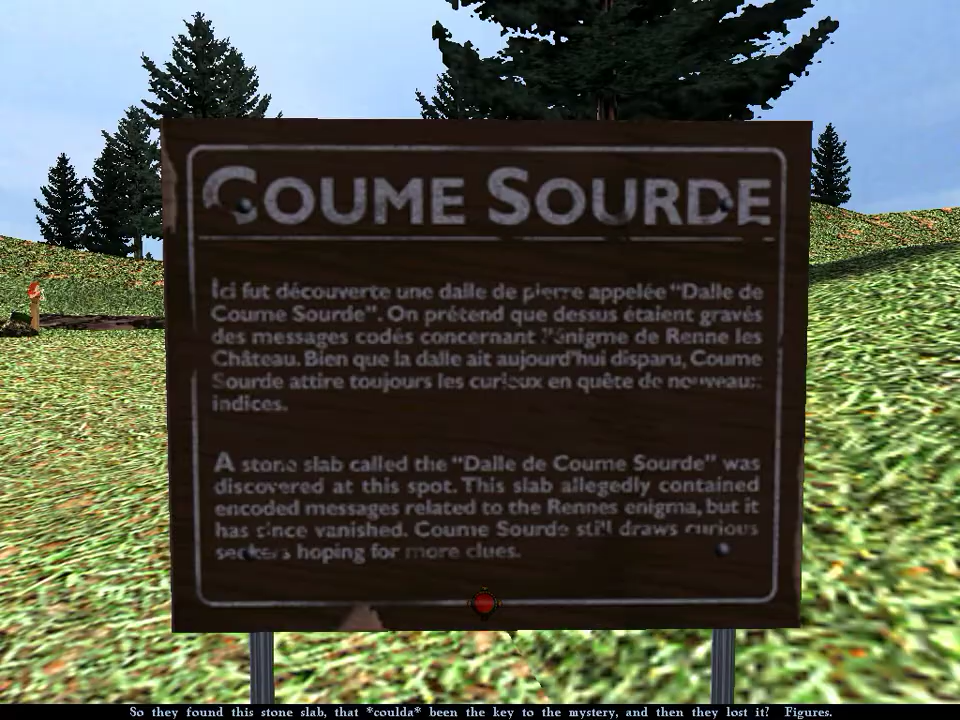 COUME SOURDE
Ici fut découverte une dalle de pierre appelée "Dalle de
Coume Sourde". On prétend que dessus étaient gravés
des messages codés concernant l'énigme de Renne les
Château. Bien que la dalle ait aujourd'hui disparu, Coume
Sourde attire toujours les curieux en quête de nouveaux
indices.
A stone slab called the "Dalle de Coume Sourde" was
discovered at this spot. This slab allegedly contained
encoded messages related to the Rennes enigma, but it
has since vanished. Coume Sourde still draws curious
seekers hoping for more clues.
So they found this stone slab, that *coulda* been the key to the mystery, and then they lost it? Figures.